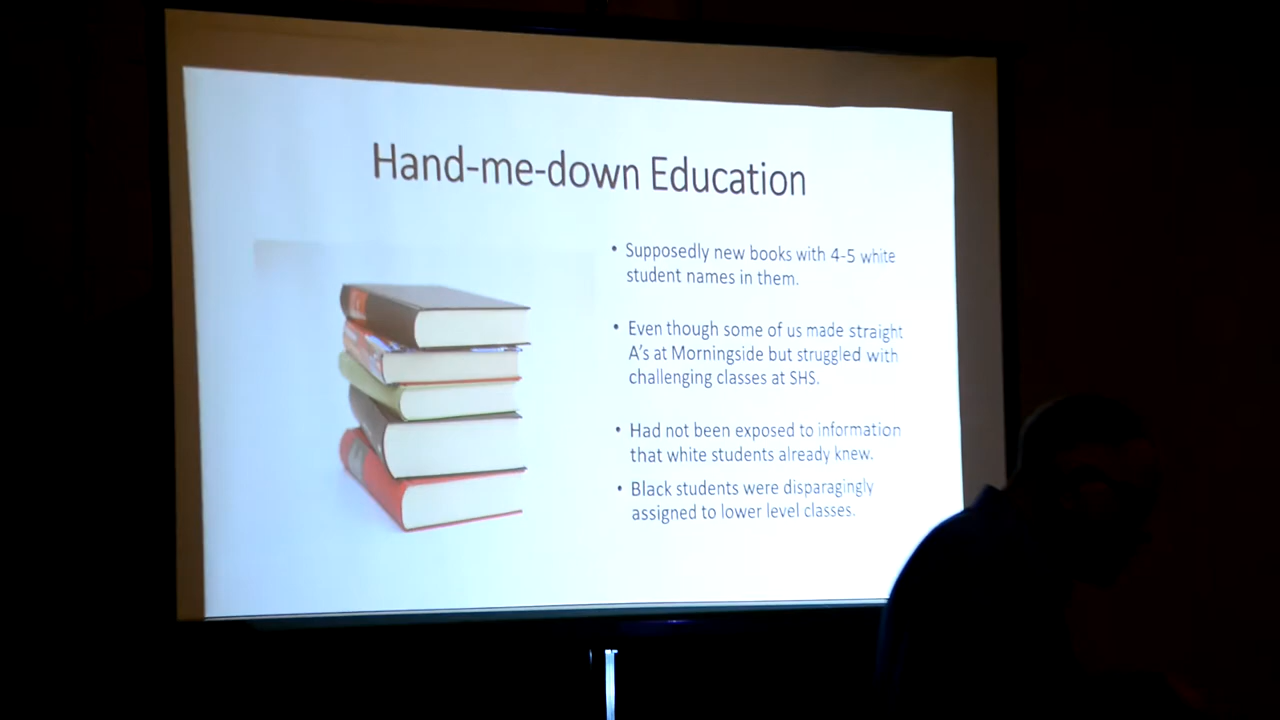 Hand-me-down Education
• Supposedly new books with 4-5 white
student names in them.
• Even though some of us made straight
A's at Morningside but struggled with
challenging classes at SHS.
• Had not been exposed to information
that white students already knew.
• Black students were disparagingly
assigned to lower level classes.